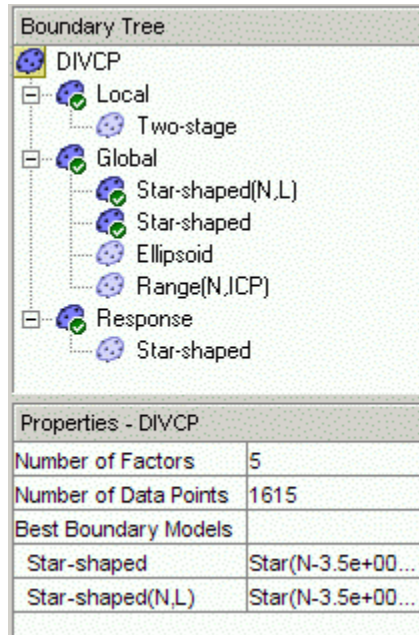 Boundary Tree
DIVCP
Local
Two-stage
Global
Star-shaped(N,L)
Star-shaped
Ellipsoid
Range(N,ICP)
Response
Star-shaped
Properties - DIVCP
Number of Factors 5
Number of Data Points 1615
Best Boundary Models
Star-shaped Star(N-3.5e+00...
Star-shaped(N,L) Star(N-3.5e+00...